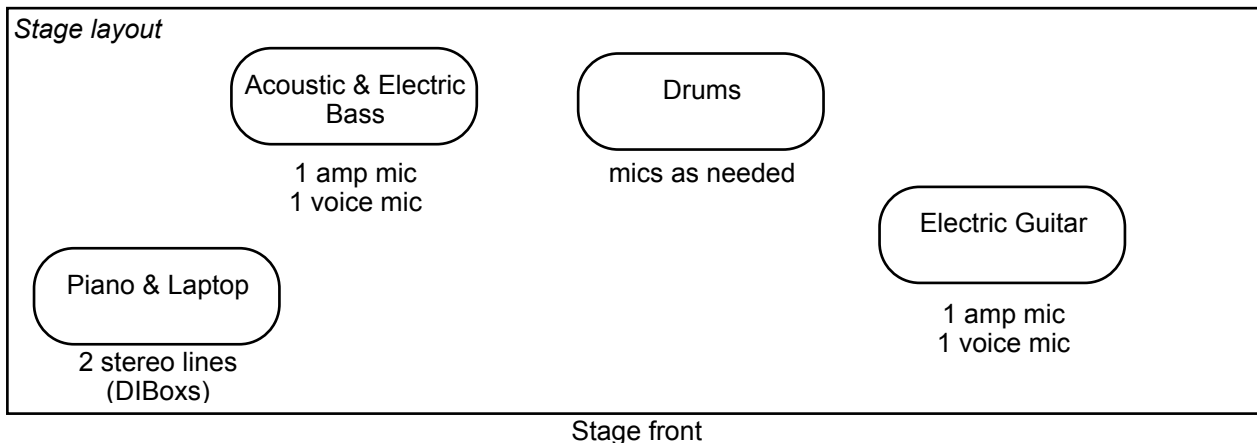 Stage layout
Acoustic & Electric
Bass
1 amp mic
1 voice mic
Drums
mics as needed
Electric Guitar
1 amp mic
1 voice mic
Piano & Laptop
2 stereo lines
(DIBoxs)
Stage front